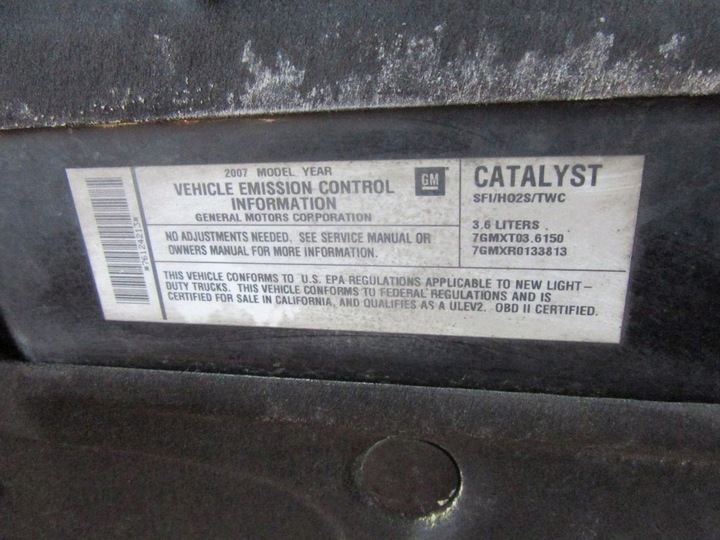 2007 MODEL YEAR
VEHICLE EMISSION CONTROL
INFORMATION
GENERAL MOTORS CORPORATION
GM
CATALYST
SFI/HO2S/TWC
3.6 LITERS
7GMXT03.6150
7GMXR0133813
NO ADJUSTMENTS NEEDED. SEE SERVICE MANUAL OR
OWNERS MANUAL FOR MORE INFORMATION.
THIS VEHICLE CONFORMS TO U.S. EPA REGULATIONS APPLICABLE TO NEW LIGHT-
DUTY TRUCKS. THIS VEHICLE CONFORMS TO FEDERAL REGULATIONS AND IS
CERTIFIED FOR SALE IN CALIFORNIA, AND QUALIFIES AS A ULEV2. OBD II CERTIFIED.